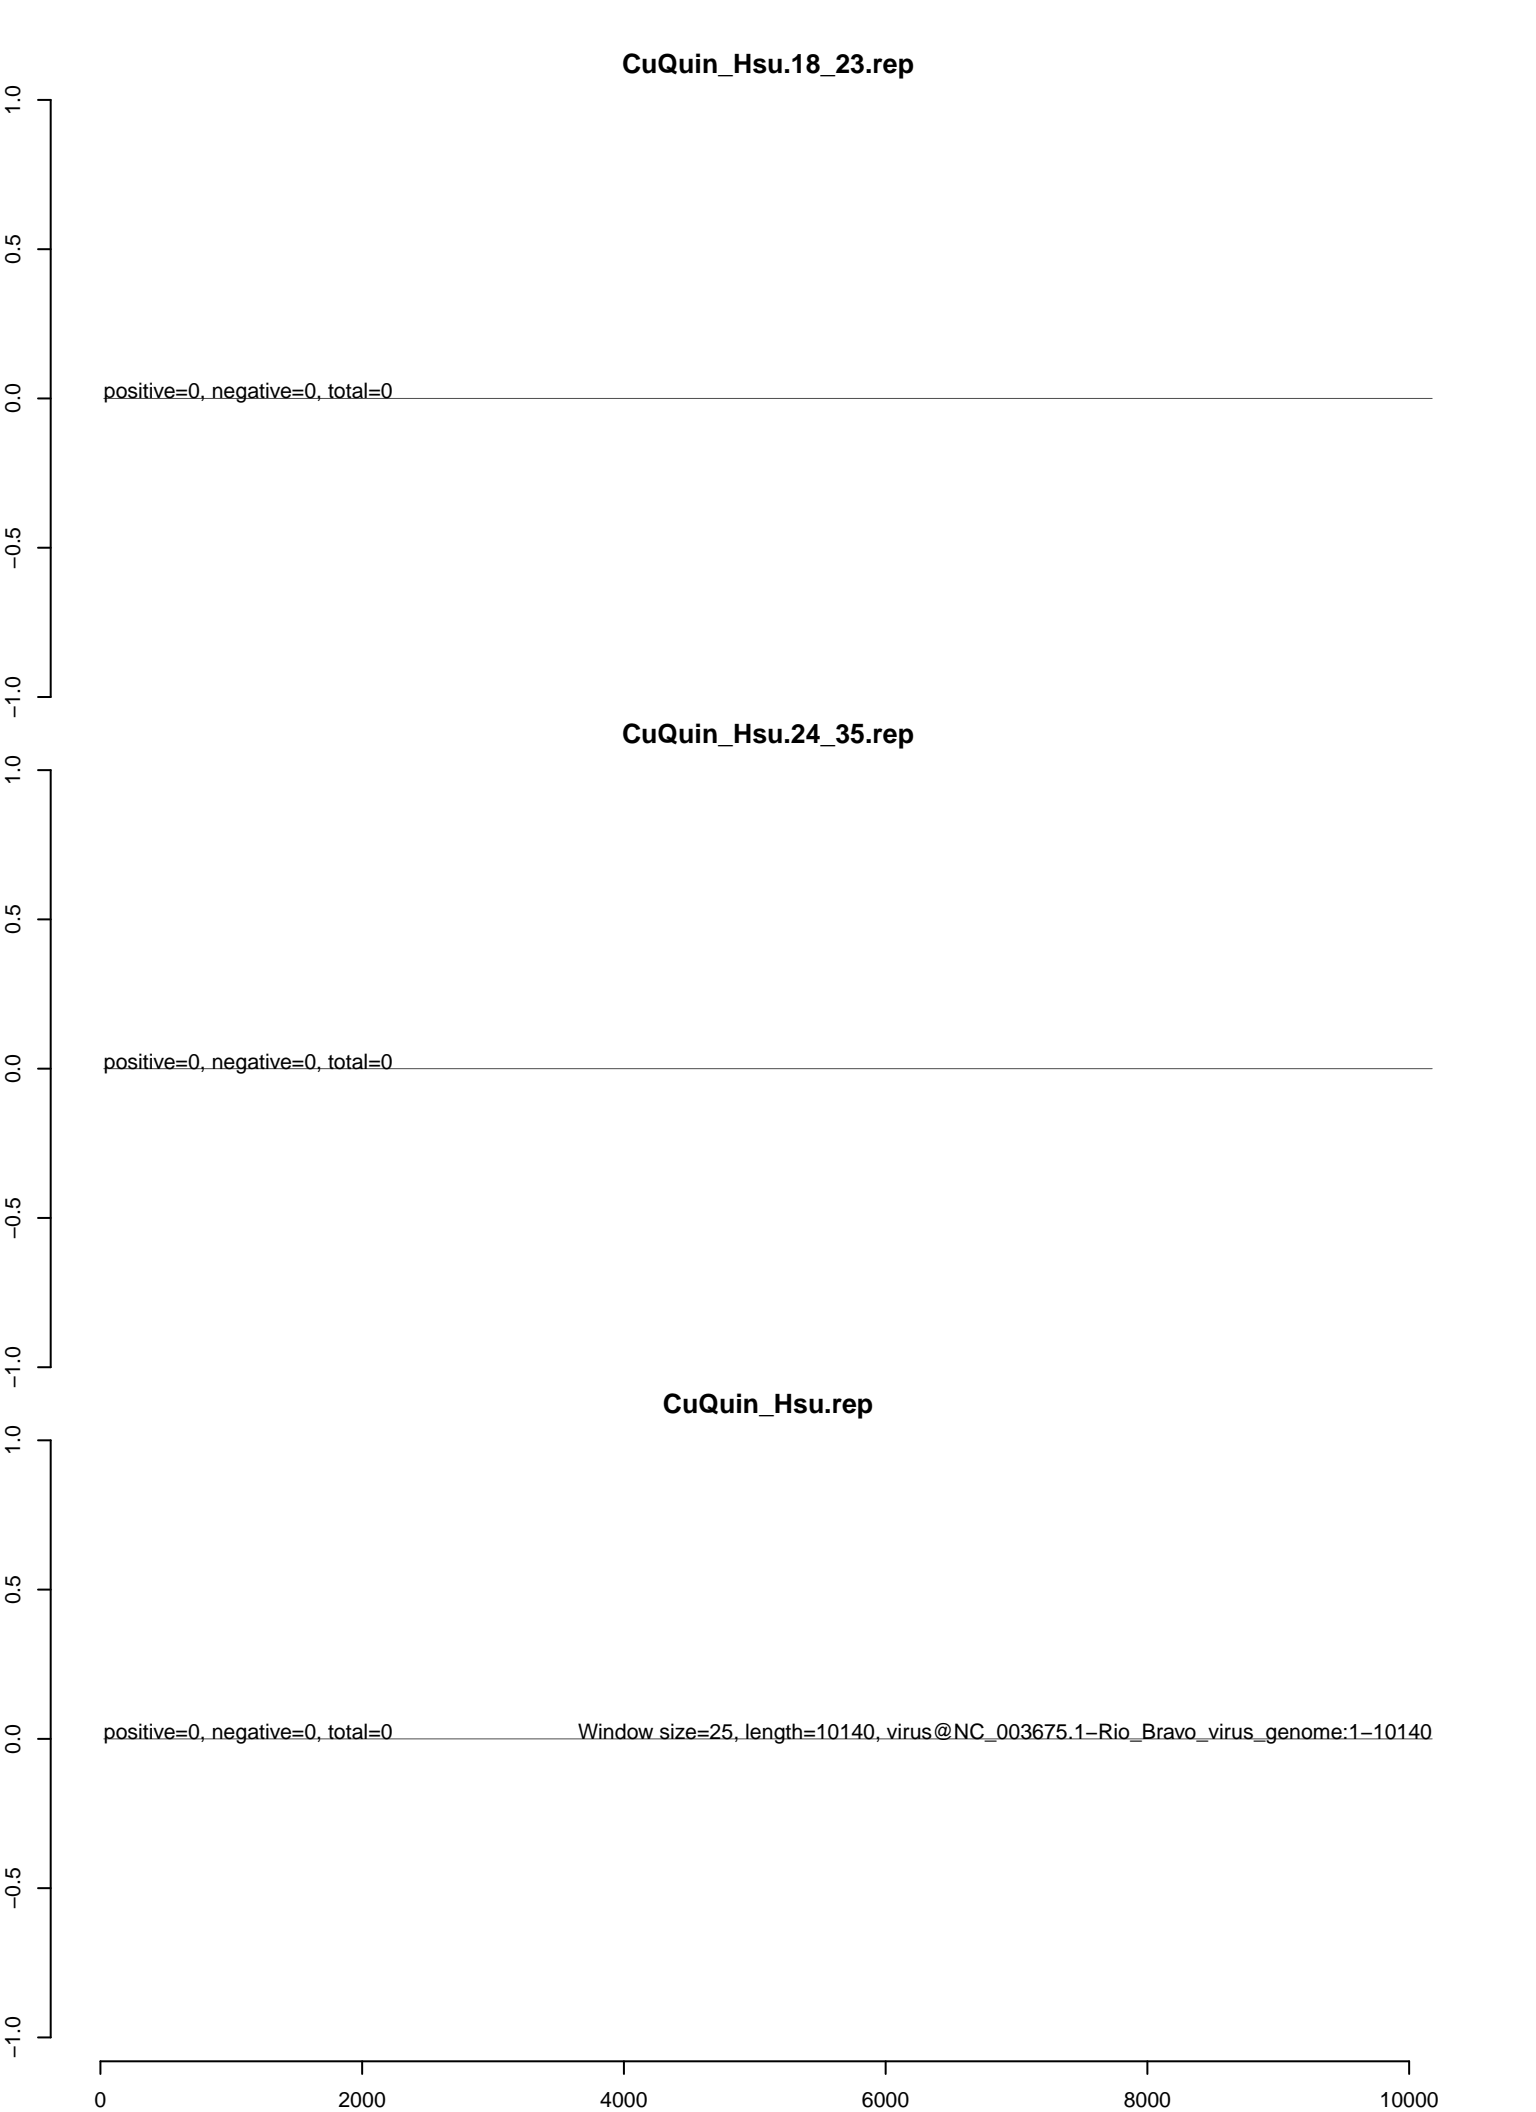 CuQuin_Hsu.18_23.rep
1.0
0.5
0.0
−0.5
−1.0
positive=0, negative=0, total=0
CuQuin_Hsu.24_35.rep
1.0
0.5
0.0
−0.5
−1.0
positive=0, negative=0, total=0
CuQuin_Hsu.rep
1.0
0.5
0.0
−0.5
−1.0
positive=0, negative=0, total=0
Window size=25, length=10140, virus@NC_003675.1−Rio_Bravo_virus_genome:1−10140
0 2000 4000 6000 8000 10000